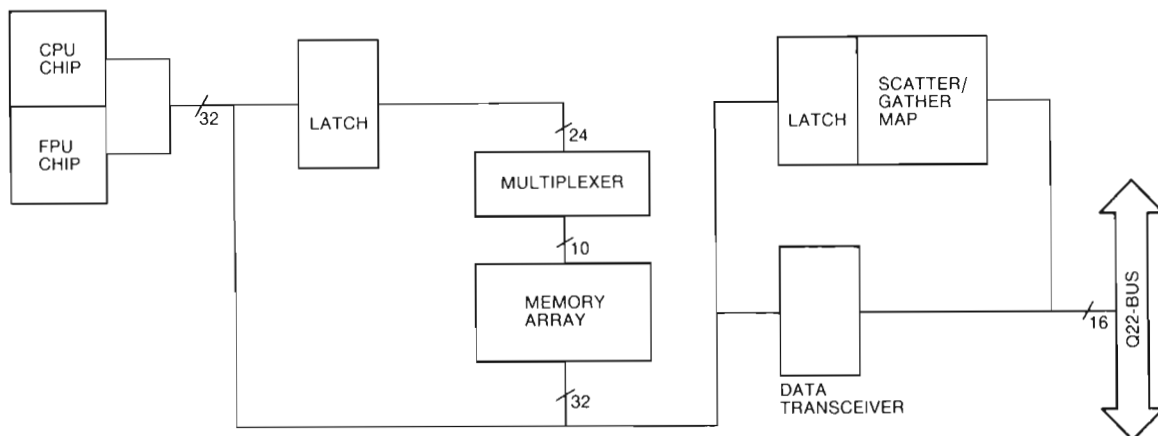 CPU
CHIP
FPU
CHIP
32
LATCH
24
MULTIPLEXER
10
MEMORY
ARRAY
32
LATCH
SCATTER/
GATHER
MAP
DATA
TRANSCEIVER
16
Q22-BUS